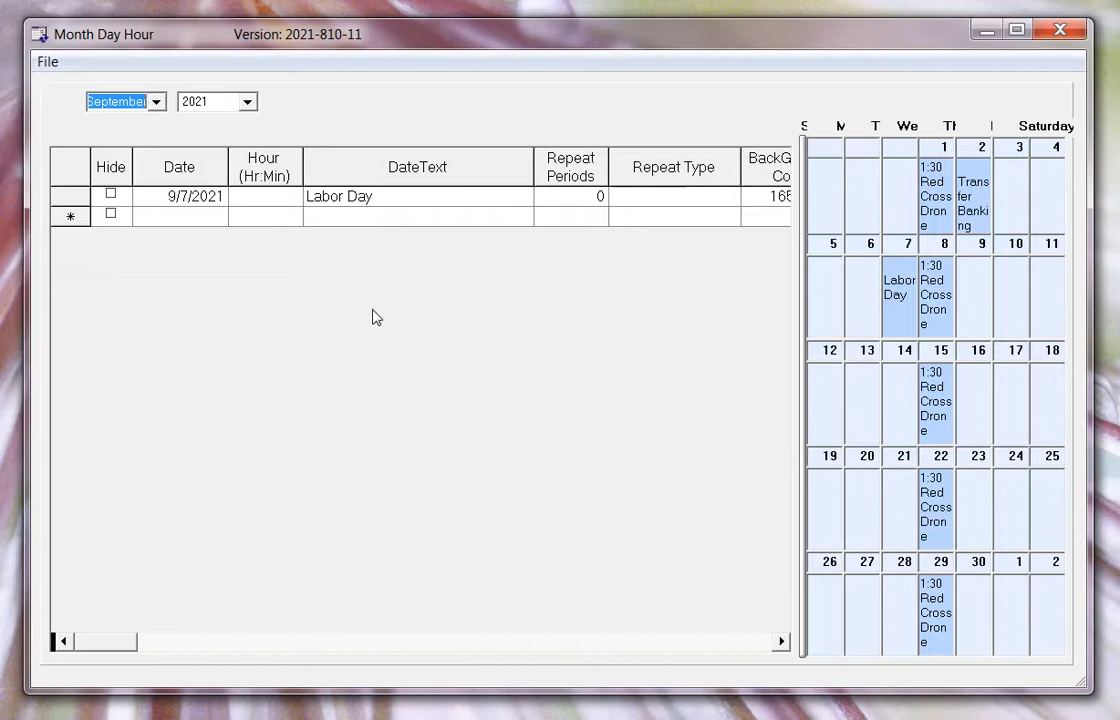 Month Day Hour Version: 2021-810-11
File
September 2021
S M T We Th Saturday
Hide Date Hour (Hr:Min) DateText Repeat Periods Repeat Type BackG Co
9/7/2021 Labor Day 0 165
*
1 2 3 4
1:30 Red Cross Dron e
Trans fer Banki ng
5 6 7 8 9 10 11
Labor Day
1:30 Red Cross Dron e
12 13 14 15 16 17 18
1:30 Red Cross Dron e
19 20 21 22 23 24 25
1:30 Red Cross Dron e
26 27 28 29 30 1 2
1:30 Red Cross Dron e